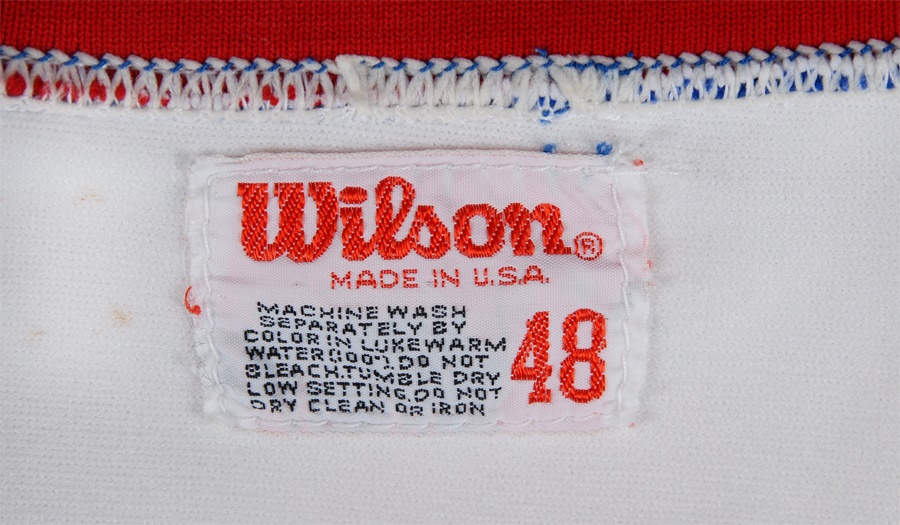 Wilson®
MADE IN U.S.A.
MACHINE WASH
SEPARATELY BY
COLOR IN LUKEWARM
WATER(100°).DO NOT
BLEACH.TUMBLE DRY
LOW SETTING.DO NOT
DRY CLEAN OR IRON
48